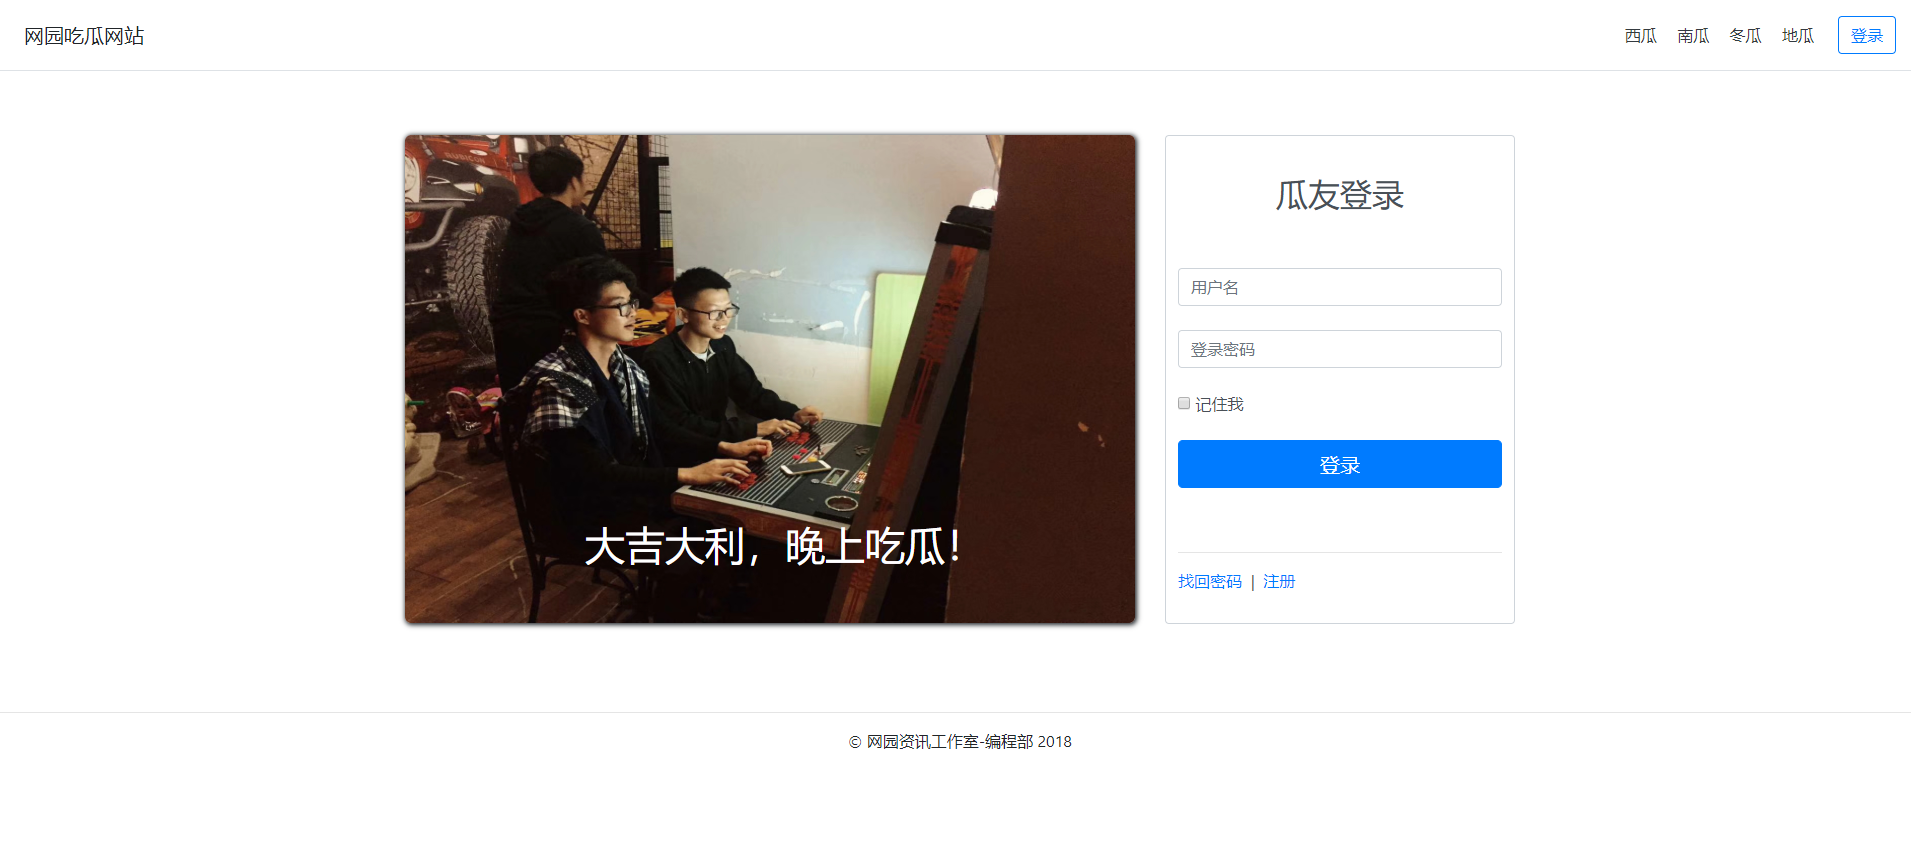 网园吃瓜网站
西瓜 南瓜 冬瓜 地瓜 登录
RUBICON
大吉大利，晚上吃瓜！
瓜友登录
用户名
登录密码
记住我
登录
找回密码 | 注册
© 网园资讯工作室-编程部 2018